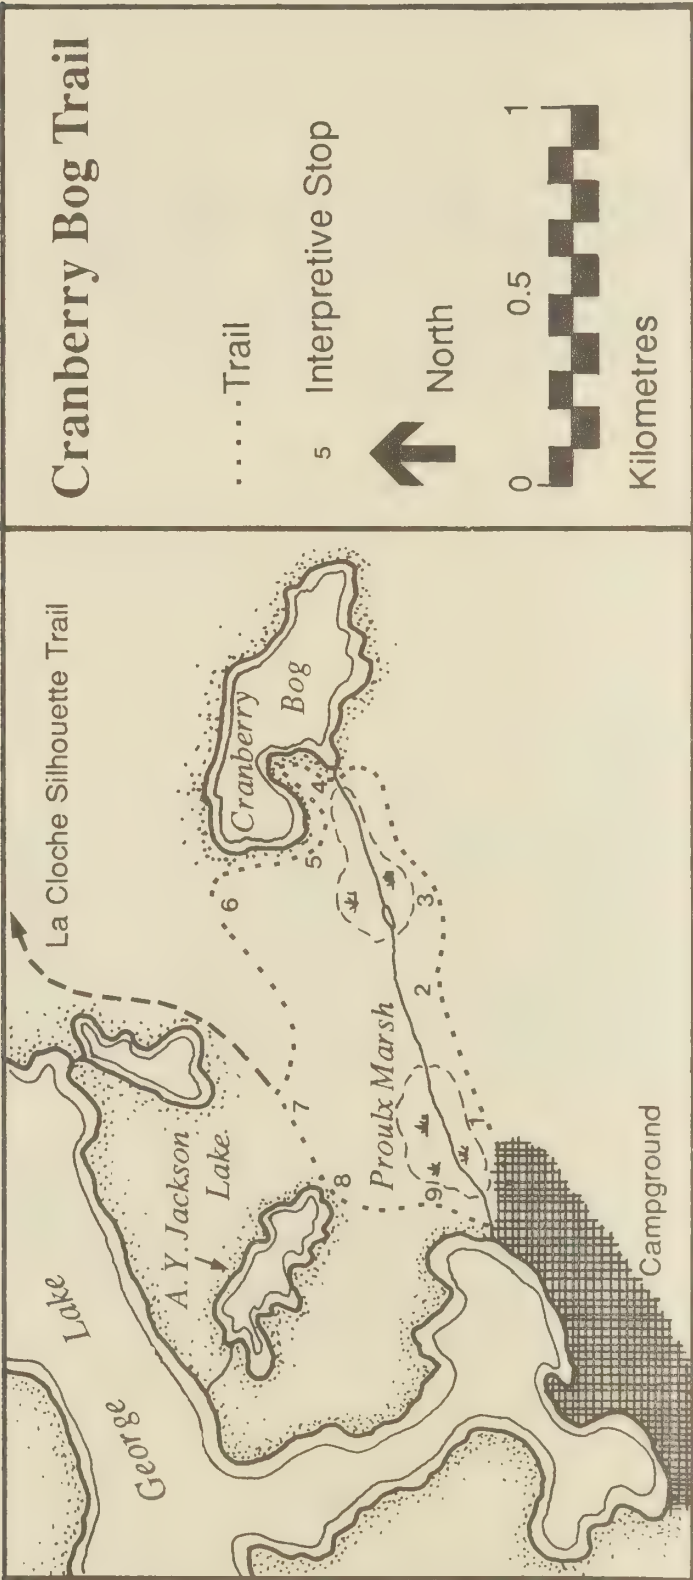 Cranberry Bog Trail
..... Trail
5 Interpretive Stop
North
0 0.5 1
Kilometres
La Cloche Silhouette Trail
George Lake
A.Y. Jackson
Lake
Cranberry
Bog
Proulx Marsh
Campground
1
2
3
4
5
6
7
8
9